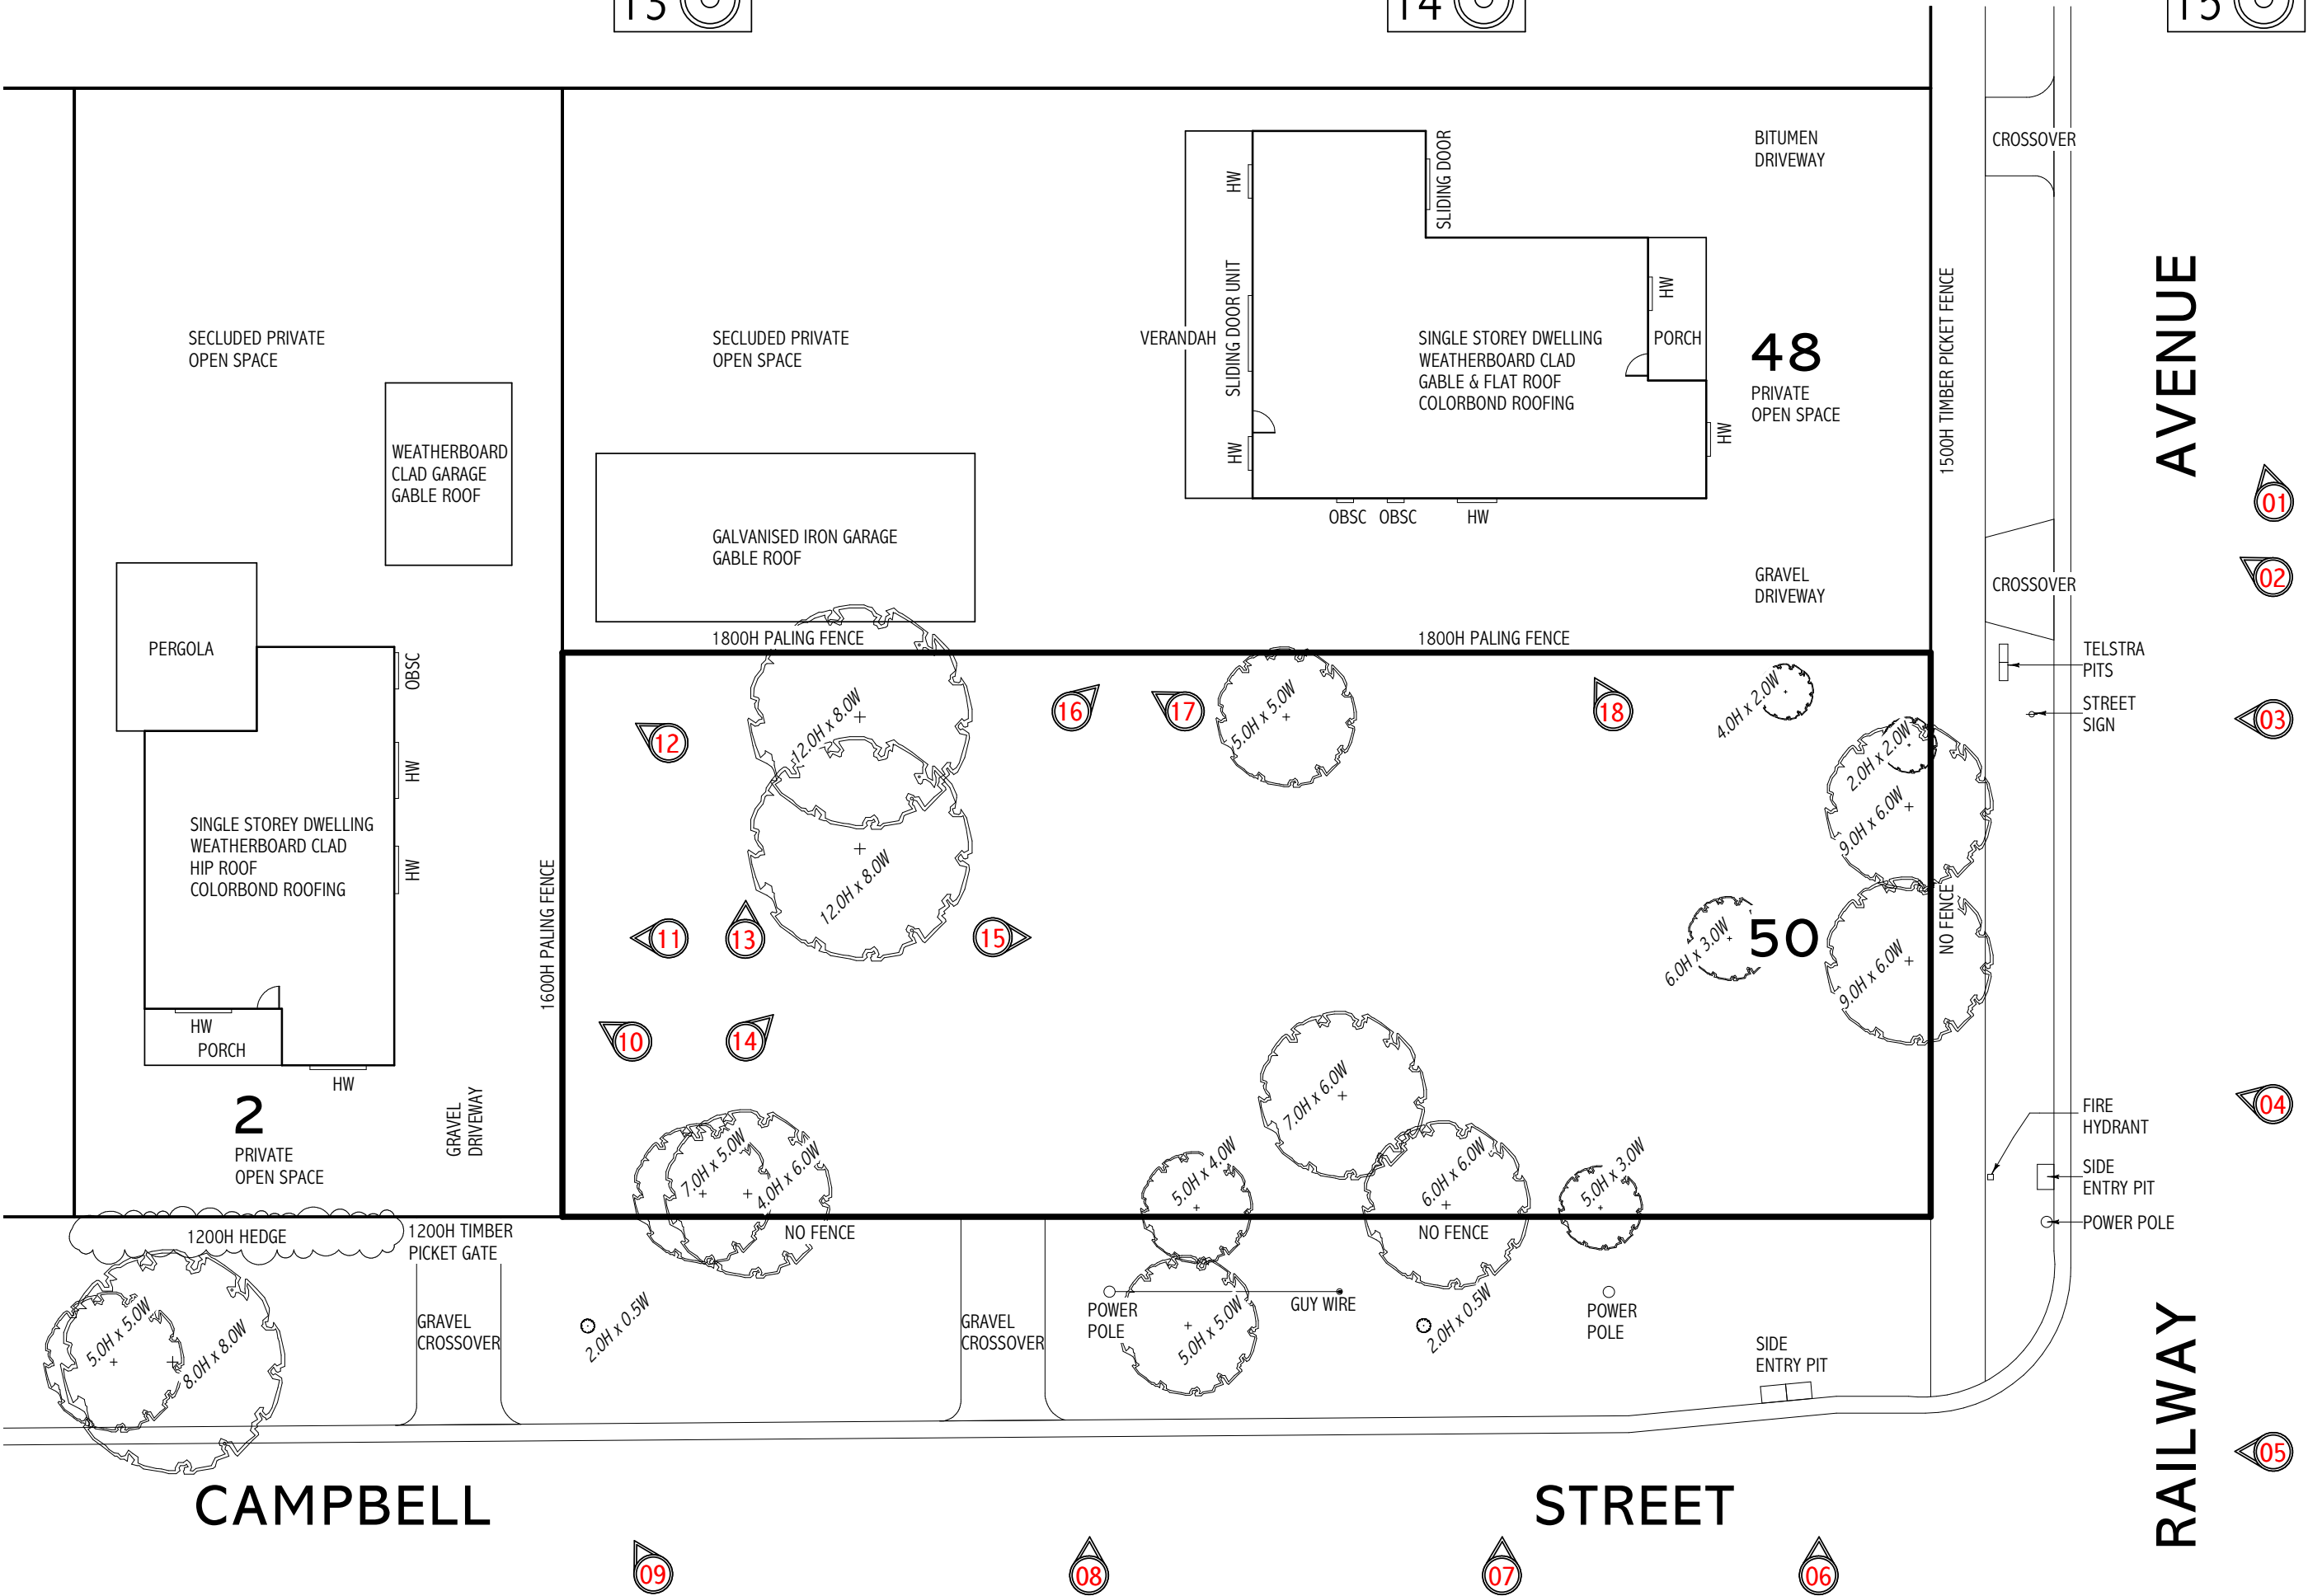 13
14
15
BITUMEN
DRIVEWAY
CROSSOVER
HW
SLIDING DOOR
AVENUE
SLIDING DOOR UNIT
1500H TIMBER PICKET FENCE
HW
SECLUDED PRIVATE
OPEN SPACE
SECLUDED PRIVATE
OPEN SPACE
VERANDAH
SINGLE STOREY DWELLING
WEATHERBOARD CLAD
GABLE & FLAT ROOF
COLORBOND ROOFING
PORCH
48
PRIVATE
OPEN SPACE
HW
HW
WEATHERBOARD
CLAD GARAGE
GABLE ROOF
01
OBSC
OBSC
HW
GALVANISED IRON GARAGE
GABLE ROOF
GRAVEL
DRIVEWAY
CROSSOVER
02
PERGOLA
OBSC
1800H PALING FENCE
1800H PALING FENCE
TELSTRA
PITS
STREET
SIGN
03
12
12.0H x 8.0W
16
17
5.0H x 5.0W
18
4.0H x 2.0W
2.0H x 2.0W
9.0H x 6.0W
HW
SINGLE STOREY DWELLING
WEATHERBOARD CLAD
HIP ROOF
COLORBOND ROOFING
HW
1600H PALING FENCE
12.0H x 8.0W
11
13
15
6.0H x 3.0W
50
NO FENCE
9.0H x 6.0W
HW
PORCH
HW
10
14
7.0H x 6.0W
04
FIRE
HYDRANT
2
PRIVATE
OPEN SPACE
GRAVEL
DRIVEWAY
7.0H x 5.0W
4.0H x 6.0W
5.0H x 4.0W
6.0H x 6.0W
5.0H x 3.0W
SIDE
ENTRY PIT
POWER POLE
1200H HEDGE
1200H TIMBER
PICKET GATE
NO FENCE
NO FENCE
5.0H x 5.0W
8.0H x 8.0W
GRAVEL
CROSSOVER
2.0H x 0.5W
GRAVEL
CROSSOVER
POWER
POLE
5.0H x 5.0W
GUY WIRE
2.0H x 0.5W
POWER
POLE
SIDE
ENTRY PIT
RAILWAY
05
CAMPBELL
STREET
09
08
07
06